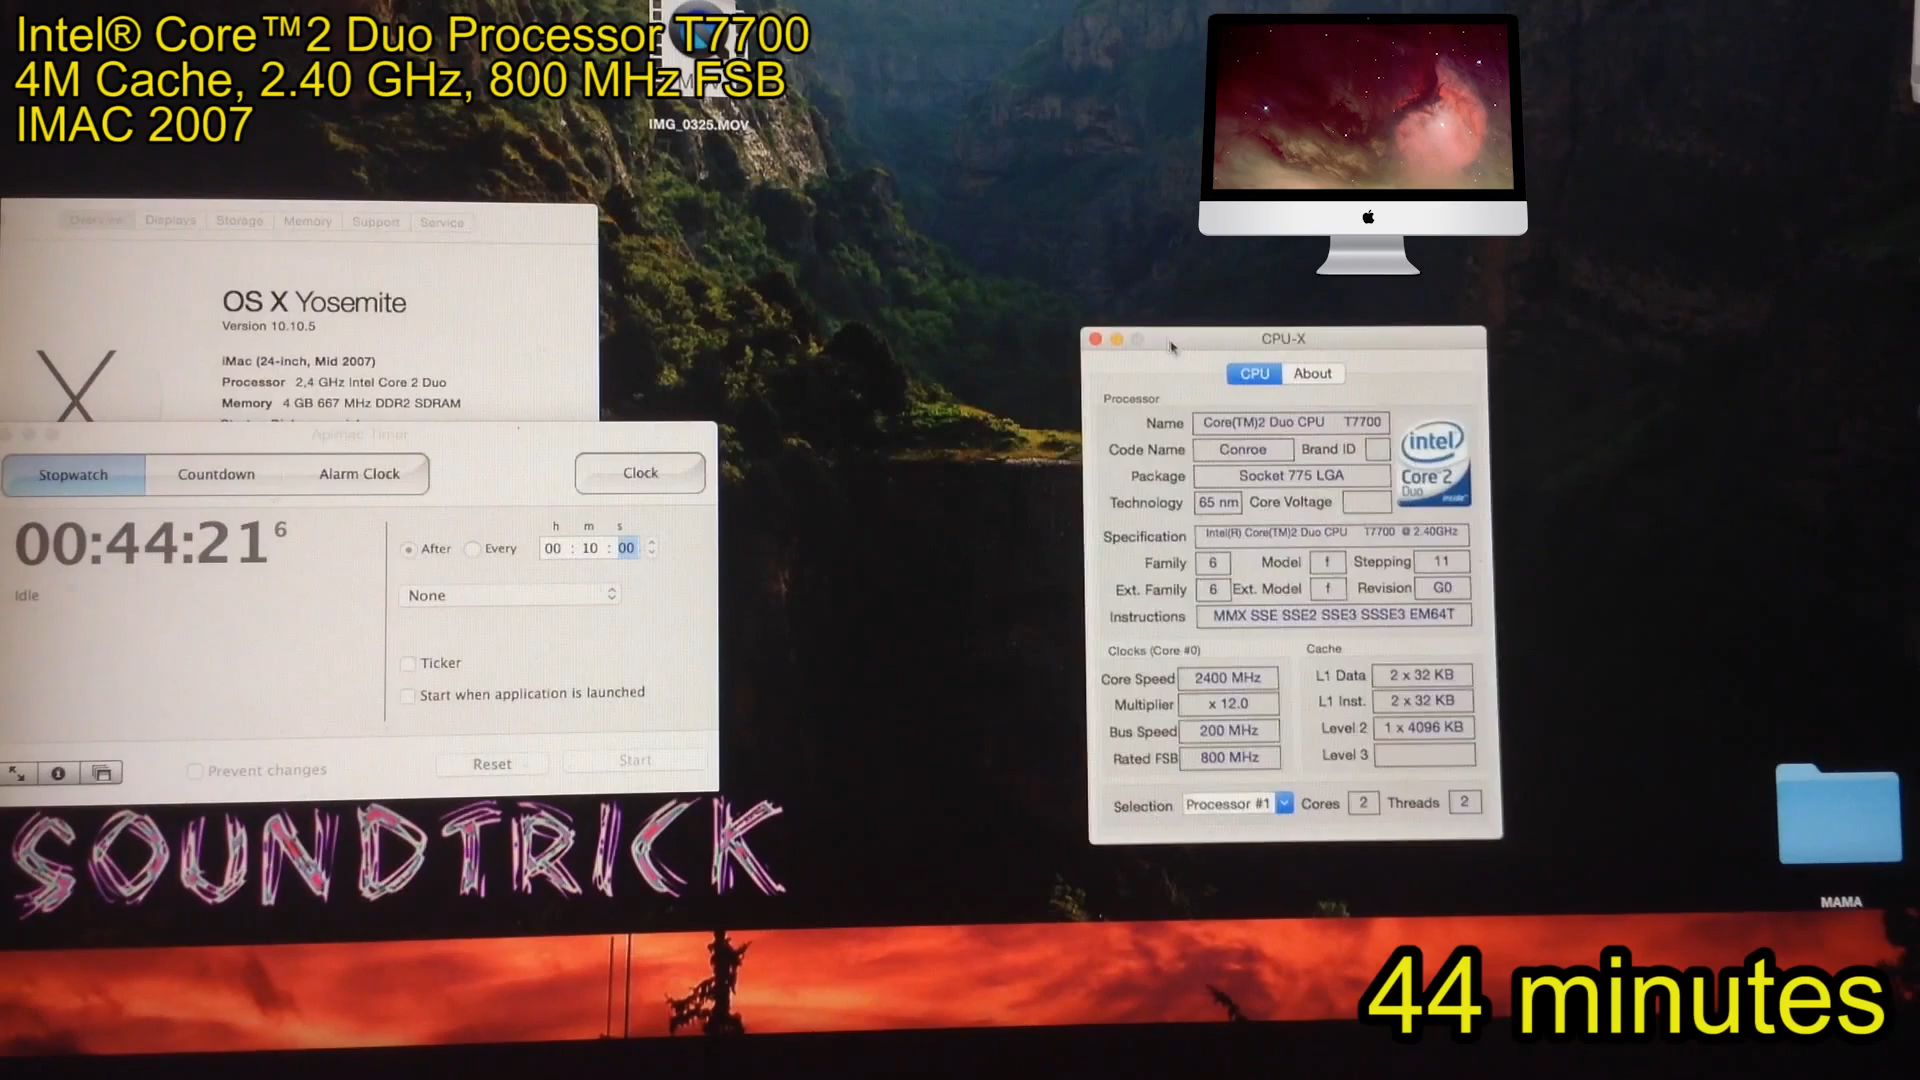 Intel® Core™2 Duo Processor T7700
4M Cache, 2.40 GHz, 800 MHz FSB
IMAC 2007
IMG_0325.MOV
Overview Displays Storage Memory Support Service
OS X Yosemite
Version 10.10.5
iMac (24-inch, Mid 2007)
Processor 2,4 GHz Intel Core 2 Duo
Memory 4 GB 667 MHz DDR2 SDRAM
Apimac Timer
Stopwatch Countdown Alarm Clock Clock
00:44:21 6
Idle
h m s
After Every 00 : 10 : 00
None
Ticker
Start when application is launched
Prevent changes Reset Start
CPU-X
CPU About
Processor
Name Core(TM)2 Duo CPU T7700
Code Name Conroe Brand ID
Package Socket 775 LGA
Technology 65 nm Core Voltage
intel
Core 2
Duo inside
Specification Intel(R) Core(TM)2 Duo CPU T7700 @ 2.40GHz
Family 6 Model f Stepping 11
Ext. Family 6 Ext. Model f Revision G0
Instructions MMX SSE SSE2 SSE3 SSSE3 EM64T
Clocks (Core #0) Cache
Core Speed 2400 MHz L1 Data 2 x 32 KB
Multiplier x 12.0 L1 Inst. 2 x 32 KB
Bus Speed 200 MHz Level 2 1 x 4096 KB
Rated FSB 800 MHz Level 3
Selection Processor #1 Cores 2 Threads 2
SOUNDTRICK
MAMA
44 minutes